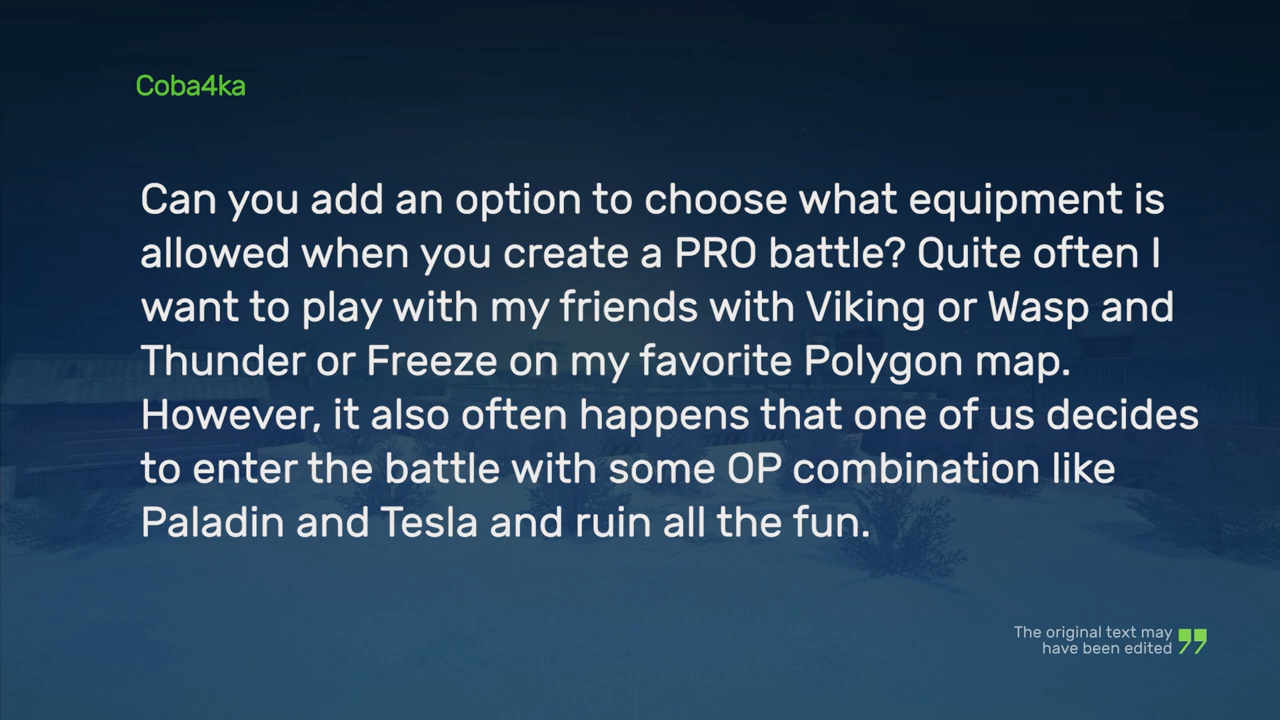 Coba4ka
Can you add an option to choose what equipment is
allowed when you create a PRO battle? Quite often I
want to play with my friends with Viking or Wasp and
Thunder or Freeze on my favorite Polygon map.
However, it also often happens that one of us decides
to enter the battle with some OP combination like
Paladin and Tesla and ruin all the fun.
The original text may
have been edited